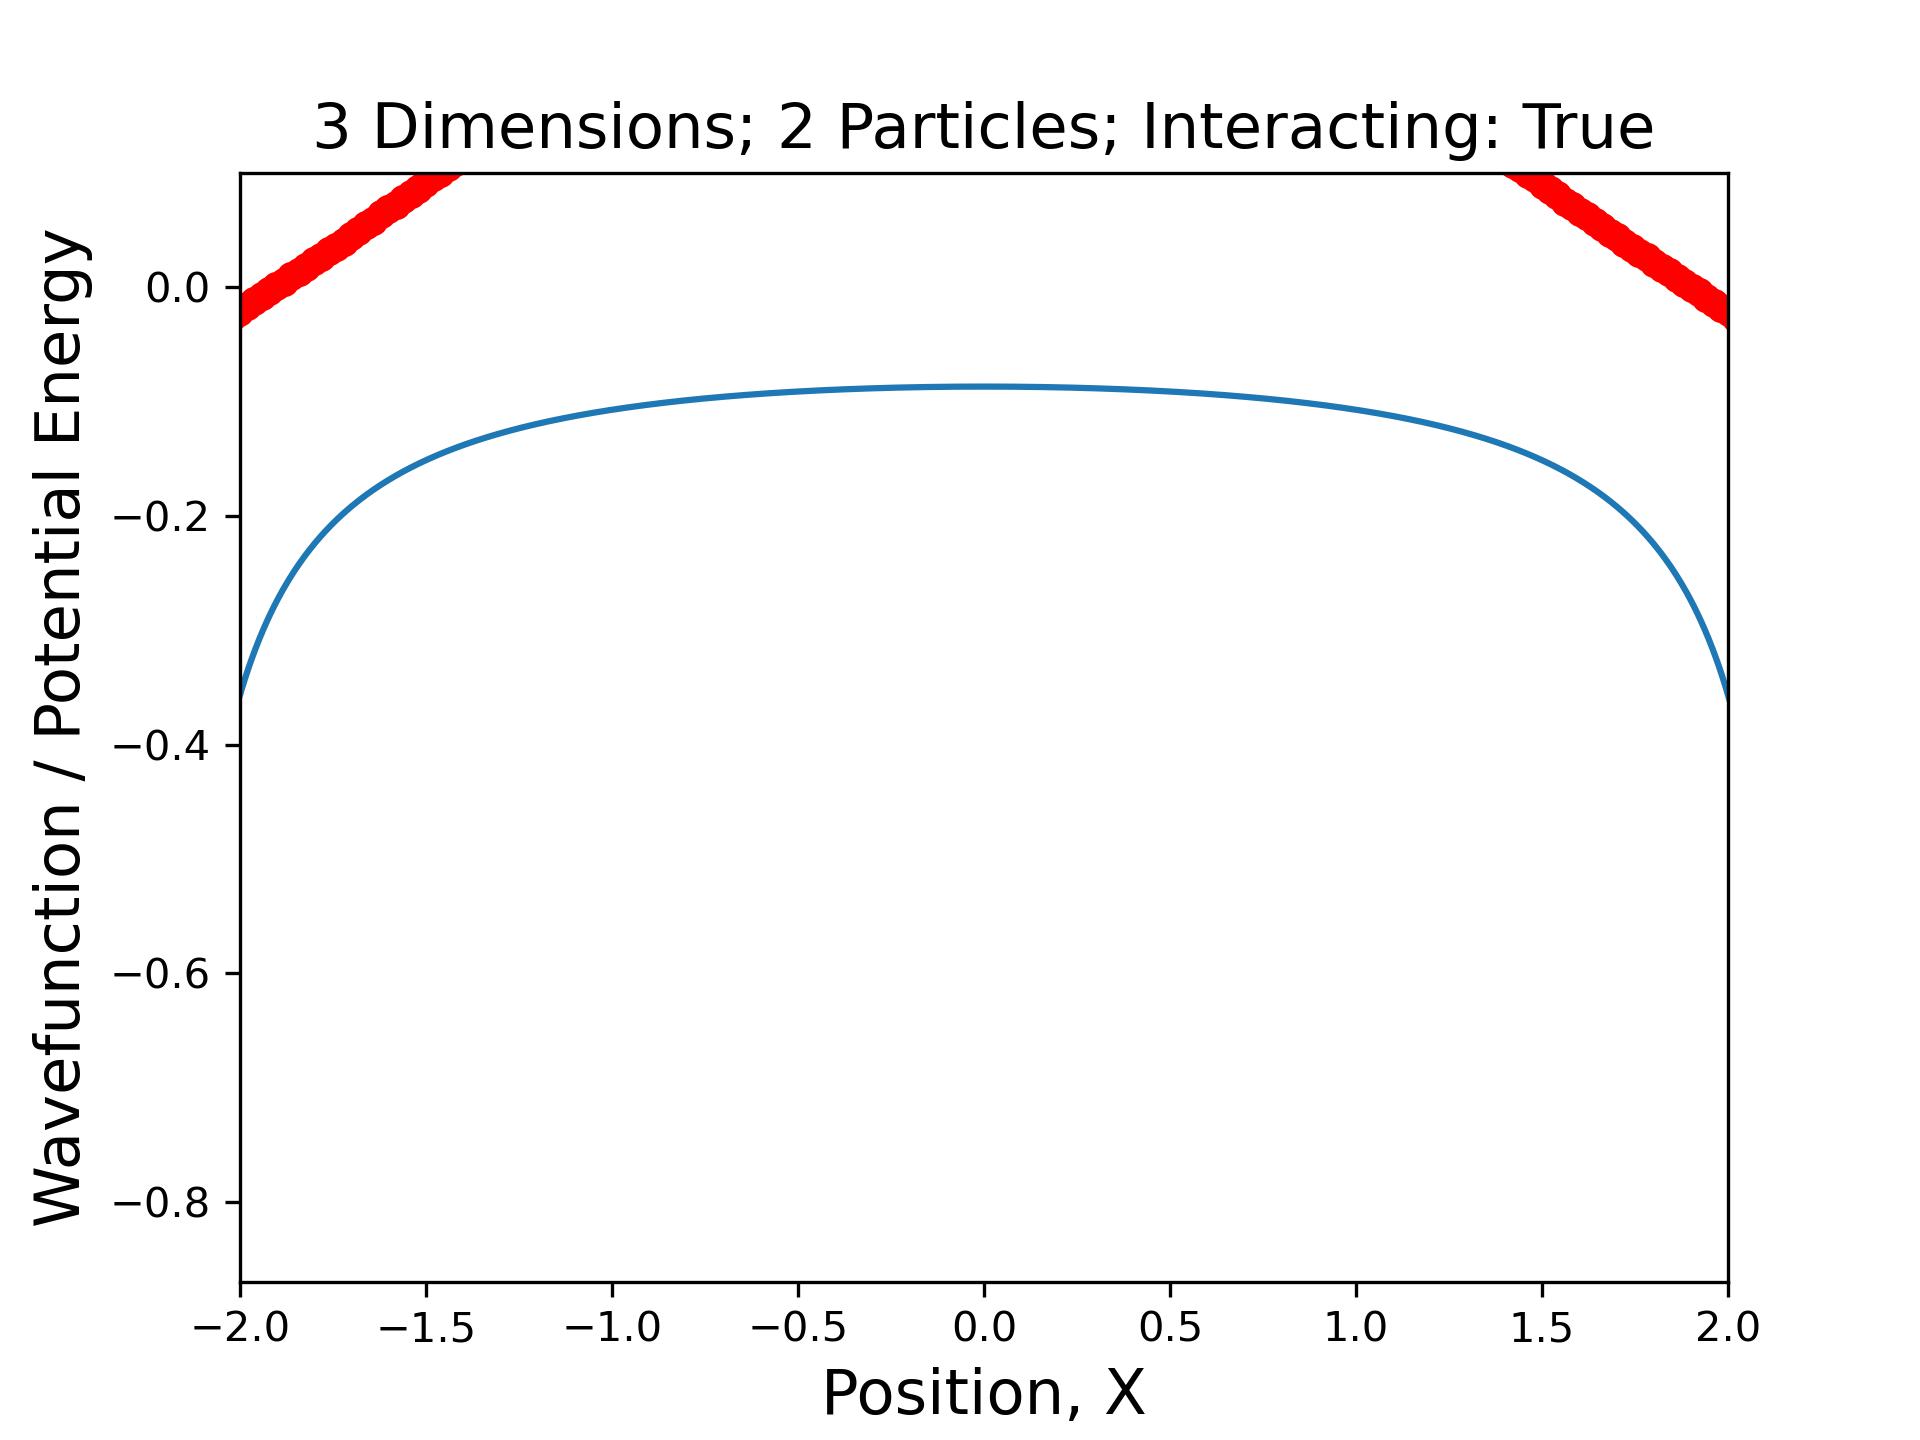 3 Dimensions; 2 Particles; Interacting: True
Wavefunction / Potential Energy
0.0
−0.2
−0.4
−0.6
−0.8
−2.0 −1.5 −1.0 −0.5 0.0 0.5 1.0 1.5 2.0
Position, X